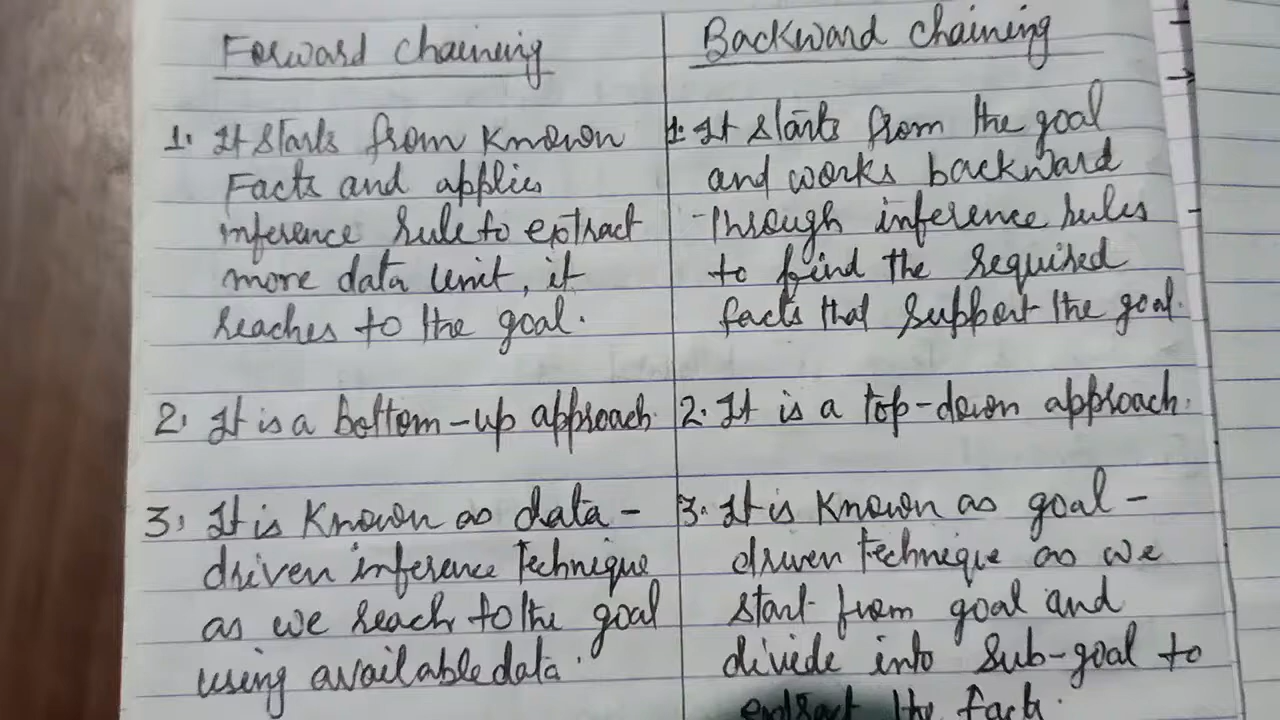 Forward chaining
1. It starts from Known
Facts and applies
inference rule to extract
more data unit, it
reaches to the goal.
2. It is a bottom-up approach.
3. It is Known as data-
driven inference Technique
as we reach to the goal
using available data.
Backward chaining
1. It starts from the goal
and works backward
through inference rules
to find the required
facts that support the goal.
2. It is a top-down approach.
3. It is Known as goal-
driven technique as we
start from goal and
divide into sub-goal to
extract the fact.